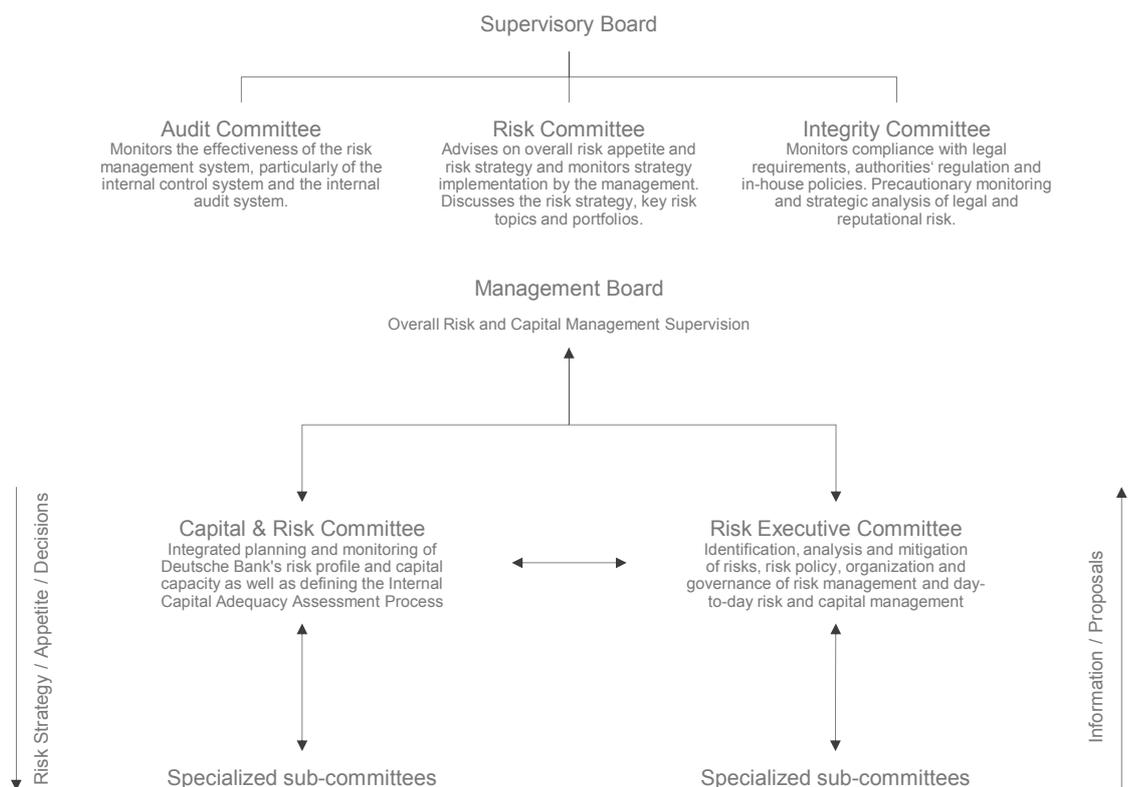 Supervisory Board
Audit Committee
Monitors the effectiveness of the risk
management system, particularly of the
internal control system and the internal
audit system.
Risk Committee
Advises on overall risk appetite and
risk strategy and monitors strategy
implementation by the management.
Discusses the risk strategy, key risk
topics and portfolios.
Integrity Committee
Monitors compliance with legal
requirements, authorities‘ regulation and
in-house policies. Precautionary monitoring
and strategic analysis of legal and
reputational risk.
Management Board
Overall Risk and Capital Management Supervision
Risk Strategy / Appetite / Decisions
Capital & Risk Committee
Integrated planning and monitoring of
Deutsche Bank's risk profile and capital
capacity as well as defining the Internal
Capital Adequacy Assessment Process
Risk Executive Committee
Identification, analysis and mitigation
of risks, risk policy, organization and
governance of risk management and day-
to-day risk and capital management
Information / Proposals
Specialized sub-committees
Specialized sub-committees